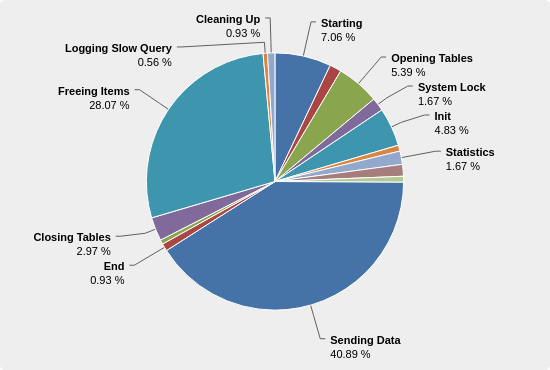 Cleaning Up
0.93 %
Starting
7.06 %
Logging Slow Query
0.56 %
Opening Tables
5.39 %
Freeing Items
28.07 %
System Lock
1.67 %
Init
4.83 %
Statistics
1.67 %
Closing Tables
2.97 %
End
0.93 %
Sending Data
40.89 %